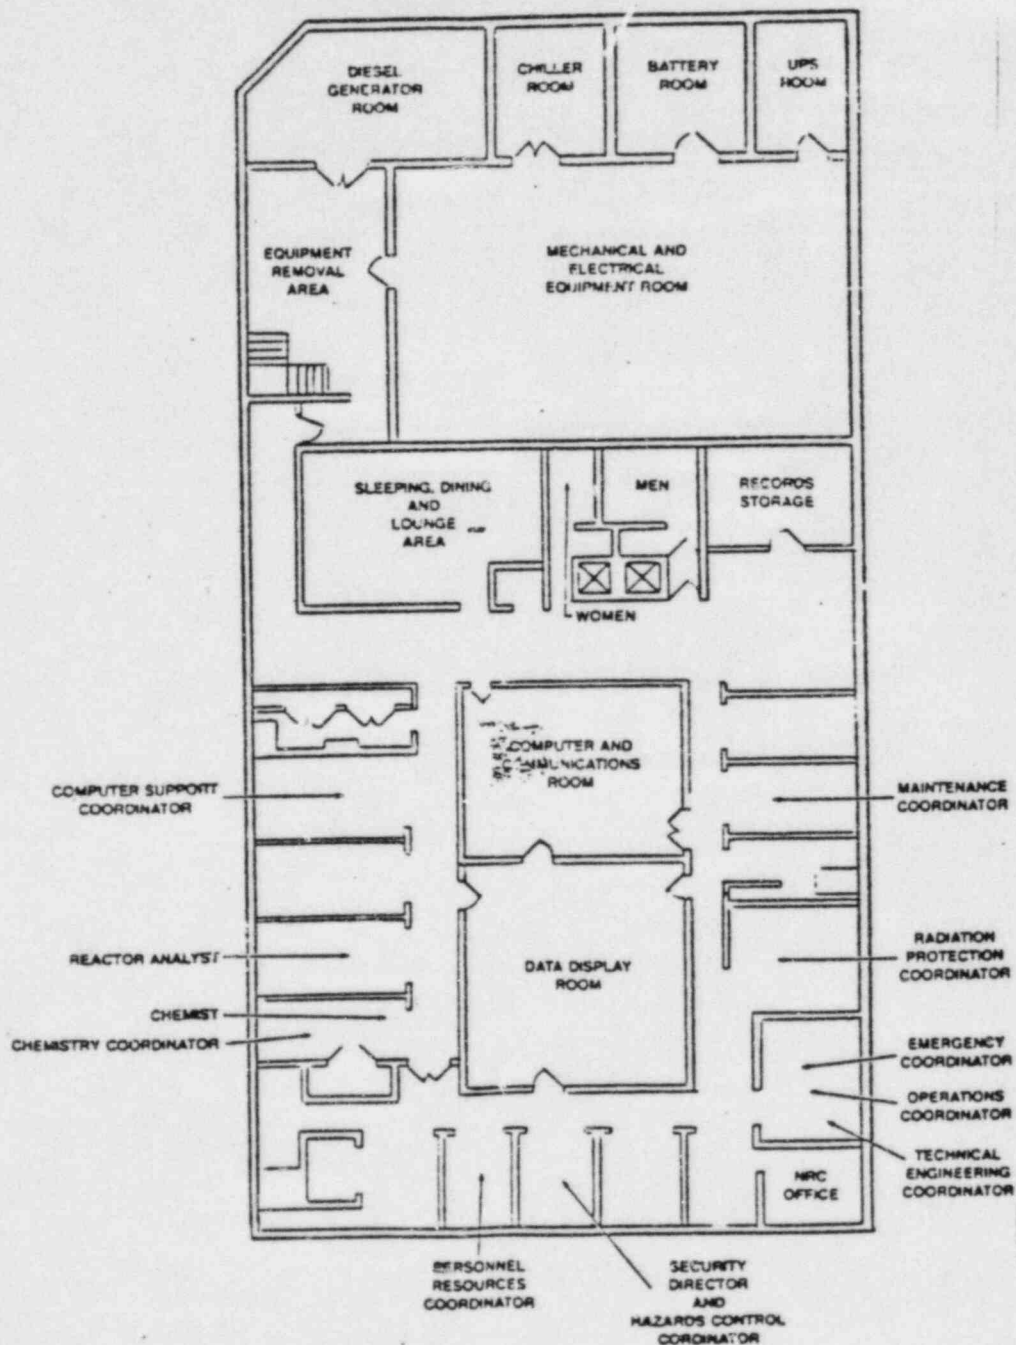 DIESEL
GENERATOR
ROOM
CHILLER
ROOM
BATTERY
ROOM
UPS
ROOM
EQUIPMENT
REMOVAL
AREA
MECHANICAL AND
ELECTRICAL
EQUIPMENT ROOM
SLEEPING, DINING
AND
LOUNGE
AREA
MEN
RECORDS
STORAGE
WOMEN
COMPUTER AND
COMMUNICATIONS
ROOM
COMPUTER SUPPORT
COORDINATOR
MAINTENANCE
COORDINATOR
REACTOR ANALYST
DATA DISPLAY
ROOM
RADIATION
PROTECTION
COORDINATOR
CHEMIST
CHEMISTRY COORDINATOR
EMERGENCY
COORDINATOR
OPERATIONS
COORDINATOR
TECHNICAL
ENGINEERING
COORDINATOR
NRC
OFFICE
PERSONNEL
RESOURCES
COORDINATOR
SECURITY
DIRECTOR
AND
HAZARDS CONTROL
CORDINATOR